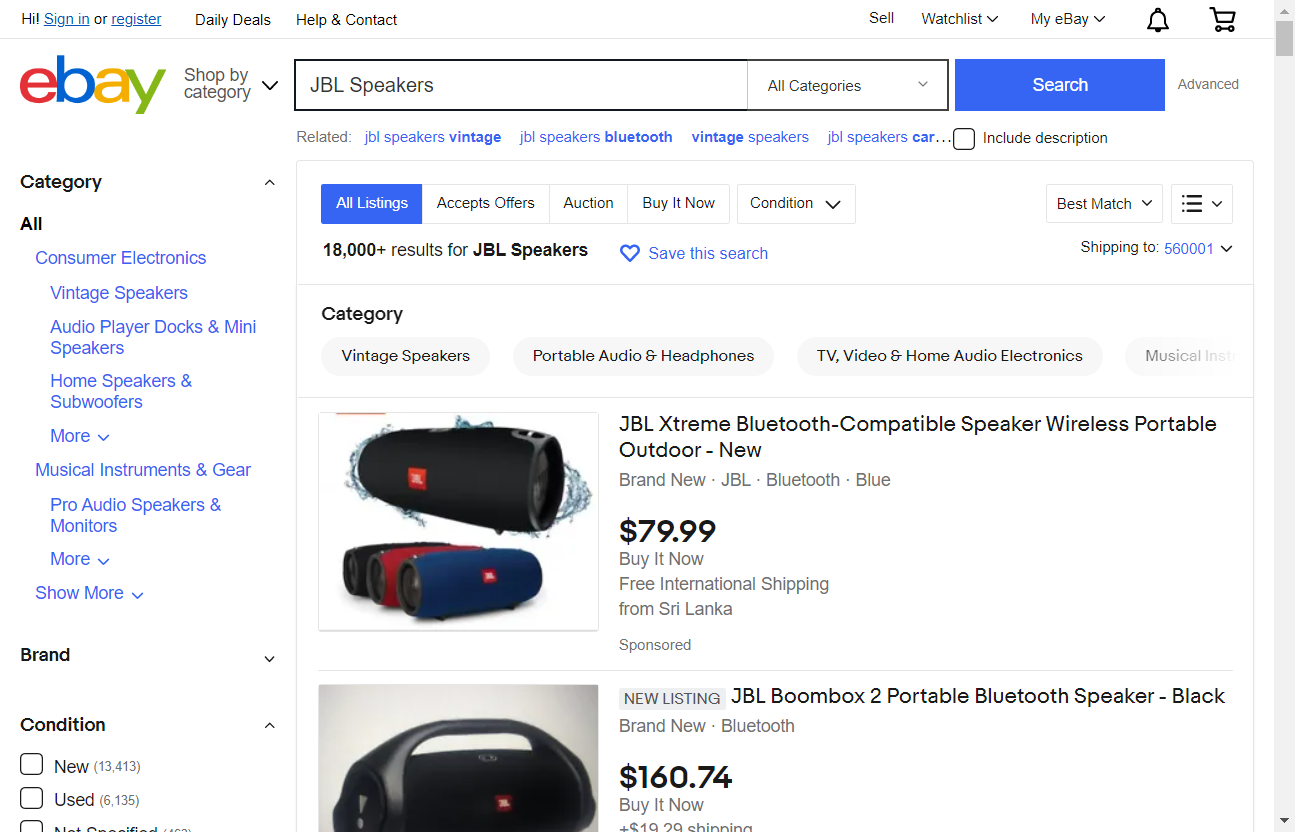 Hi! Sign in or register
Daily Deals
Help & Contact
Sell
Watchlist
My eBay
ebay
Shop by
category
JBL Speakers
All Categories
Search
Advanced
Related: jbl speakers vintage jbl speakers bluetooth vintage speakers jbl speakers car...
Include description
Category
All
Consumer Electronics
Vintage Speakers
Audio Player Docks & Mini
Speakers
Home Speakers &
Subwoofers
More
Musical Instruments & Gear
Pro Audio Speakers &
Monitors
More
Show More
Brand
Condition
New (13,413)
Used (6,135)
Not Specified (463)
All Listings
Accepts Offers
Auction
Buy It Now
Condition
Best Match
18,000+ results for JBL Speakers
Save this search
Shipping to: 560001
Category
Vintage Speakers
Portable Audio & Headphones
TV, Video & Home Audio Electronics
Musical Inst
JBL
JBL
JBL Xtreme Bluetooth-Compatible Speaker Wireless Portable
Outdoor - New
Brand New · JBL · Bluetooth · Blue
$79.99
Buy It Now
Free International Shipping
from Sri Lanka
Sponsored
JBL
NEW LISTING JBL Boombox 2 Portable Bluetooth Speaker - Black
Brand New · Bluetooth
$160.74
Buy It Now
+$19.29 shipping